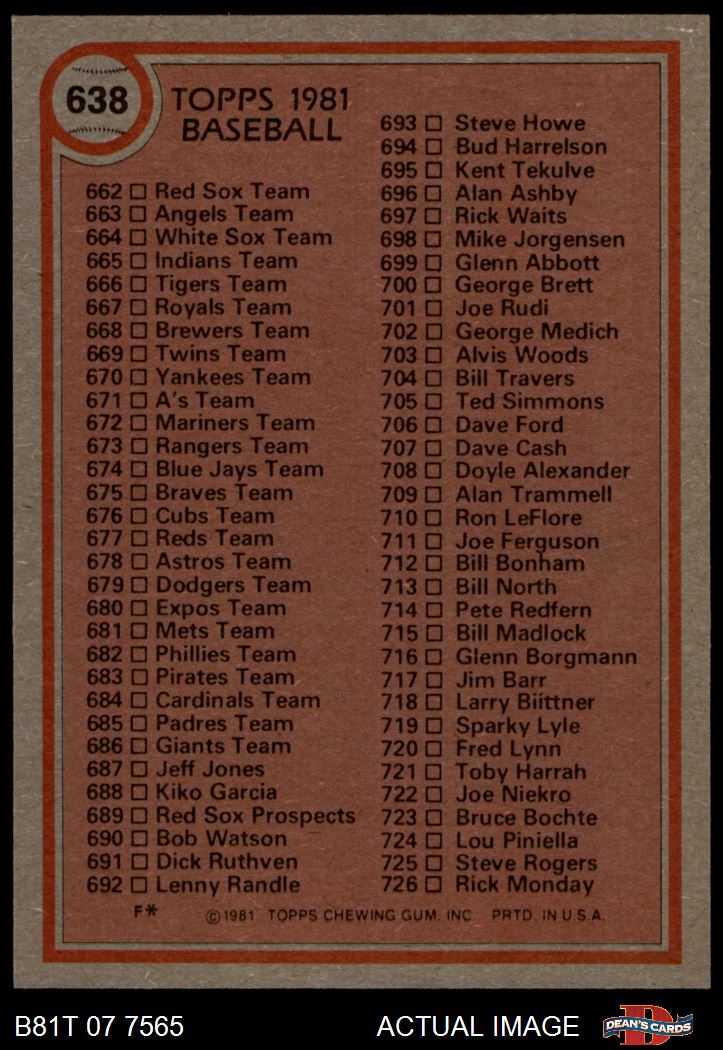 638
TOPPS 1981
BASEBALL
662 □ Red Sox Team
663 □ Angels Team
664 □ White Sox Team
665 □ Indians Team
666 □ Tigers Team
667 □ Royals Team
668 □ Brewers Team
669 □ Twins Team
670 □ Yankees Team
671 □ A's Team
672 □ Mariners Team
673 □ Rangers Team
674 □ Blue Jays Team
675 □ Braves Team
676 □ Cubs Team
677 □ Reds Team
678 □ Astros Team
679 □ Dodgers Team
680 □ Expos Team
681 □ Mets Team
682 □ Phillies Team
683 □ Pirates Team
684 □ Cardinals Team
685 □ Padres Team
686 □ Giants Team
687 □ Jeff Jones
688 □ Kiko Garcia
689 □ Red Sox Prospects
690 □ Bob Watson
691 □ Dick Ruthven
692 □ Lenny Randle
693 □ Steve Howe
694 □ Bud Harrelson
695 □ Kent Tekulve
696 □ Alan Ashby
697 □ Rick Waits
698 □ Mike Jorgensen
699 □ Glenn Abbott
700 □ George Brett
701 □ Joe Rudi
702 □ George Medich
703 □ Alvis Woods
704 □ Bill Travers
705 □ Ted Simmons
706 □ Dave Ford
707 □ Dave Cash
708 □ Doyle Alexander
709 □ Alan Trammell
710 □ Ron LeFlore
711 □ Joe Ferguson
712 □ Bill Bonham
713 □ Bill North
714 □ Pete Redfern
715 □ Bill Madlock
716 □ Glenn Borgmann
717 □ Jim Barr
718 □ Larry Biittner
719 □ Sparky Lyle
720 □ Fred Lynn
721 □ Toby Harrah
722 □ Joe Niekro
723 □ Bruce Bochte
724 □ Lou Piniella
725 □ Steve Rogers
726 □ Rick Monday
F* ©1981 TOPPS CHEWING GUM, INC. PRTD. IN U.S.A.
B81T 07 7565 ACTUAL IMAGE DEAN'S CARDS